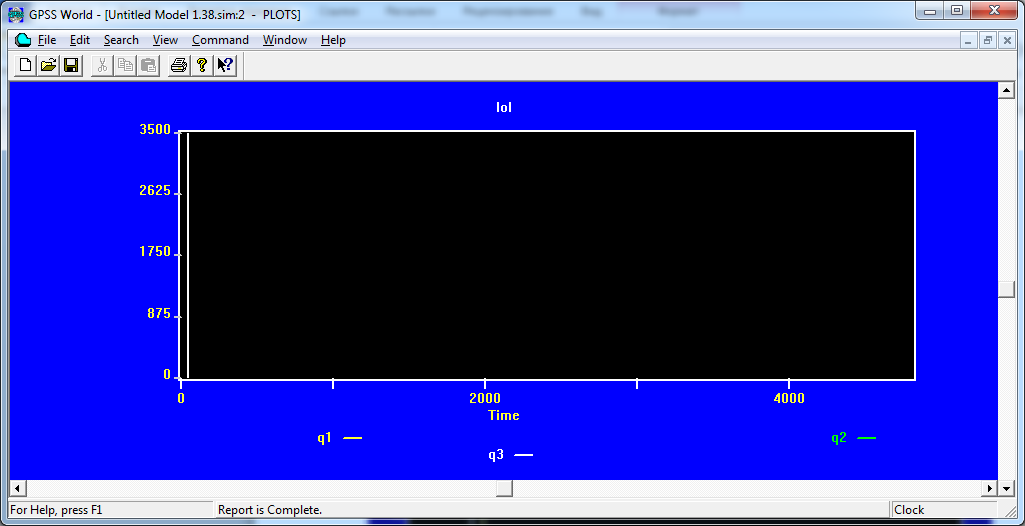 GPSS World - [Untitled Model 1.38.sim:2 - PLOTS]
File Edit Search View Command Window Help
lol
3500
2625
1750
875
0
0 2000 4000
Time
q1 q2
q3
For Help, press F1 Report is Complete. Clock